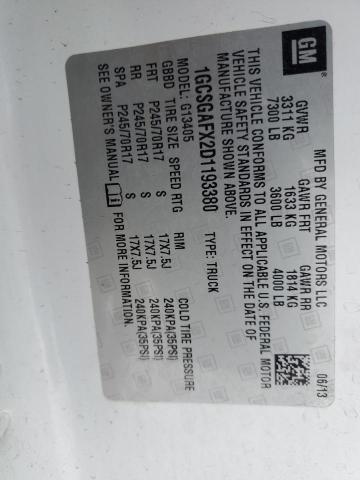 GM ®
MFD BY GENERAL MOTORS LLC 06/13
GVWR GAWR FRT GAWR RR
3311 KG 1633 KG 1814 KG
7300 LB 3600 LB 4000 LB
THIS VEHICLE CONFORMS TO ALL APPLICABLE U.S. FEDERAL MOTOR
VEHICLE SAFETY STANDARDS IN EFFECT ON THE DATE OF
MANUFACTURE SHOWN ABOVE.
1GCSGAFX2D1193380 TYPE: TRUCK
MODEL: G13405
GBBD TIRE SIZE SPEED RTG RIM COLD TIRE PRESSURE
FRT P245/70R17 S 17X7.5J 240KPA(35PSI)
RR P245/70R17 S 17X7.5J 240KPA(35PSI)
SPA P245/70R17 S 17X7.5J 240KPA(35PSI)
SEE OWNER'S MANUAL FOR MORE INFORMATION.